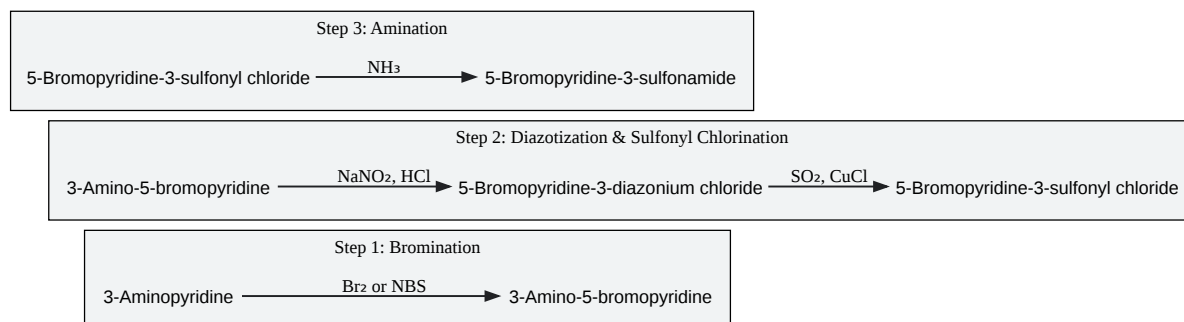 Step 3: Amination
NH₃
5-Bromopyridine-3-sulfonyl chloride 5-Bromopyridine-3-sulfonamide
Step 2: Diazotization & Sulfonyl Chlorination
NaNO₂, HCl SO₂, CuCl
3-Amino-5-bromopyridine 5-Bromopyridine-3-diazonium chloride 5-Bromopyridine-3-sulfonyl chloride
Step 1: Bromination
Br₂ or NBS
3-Aminopyridine 3-Amino-5-bromopyridine